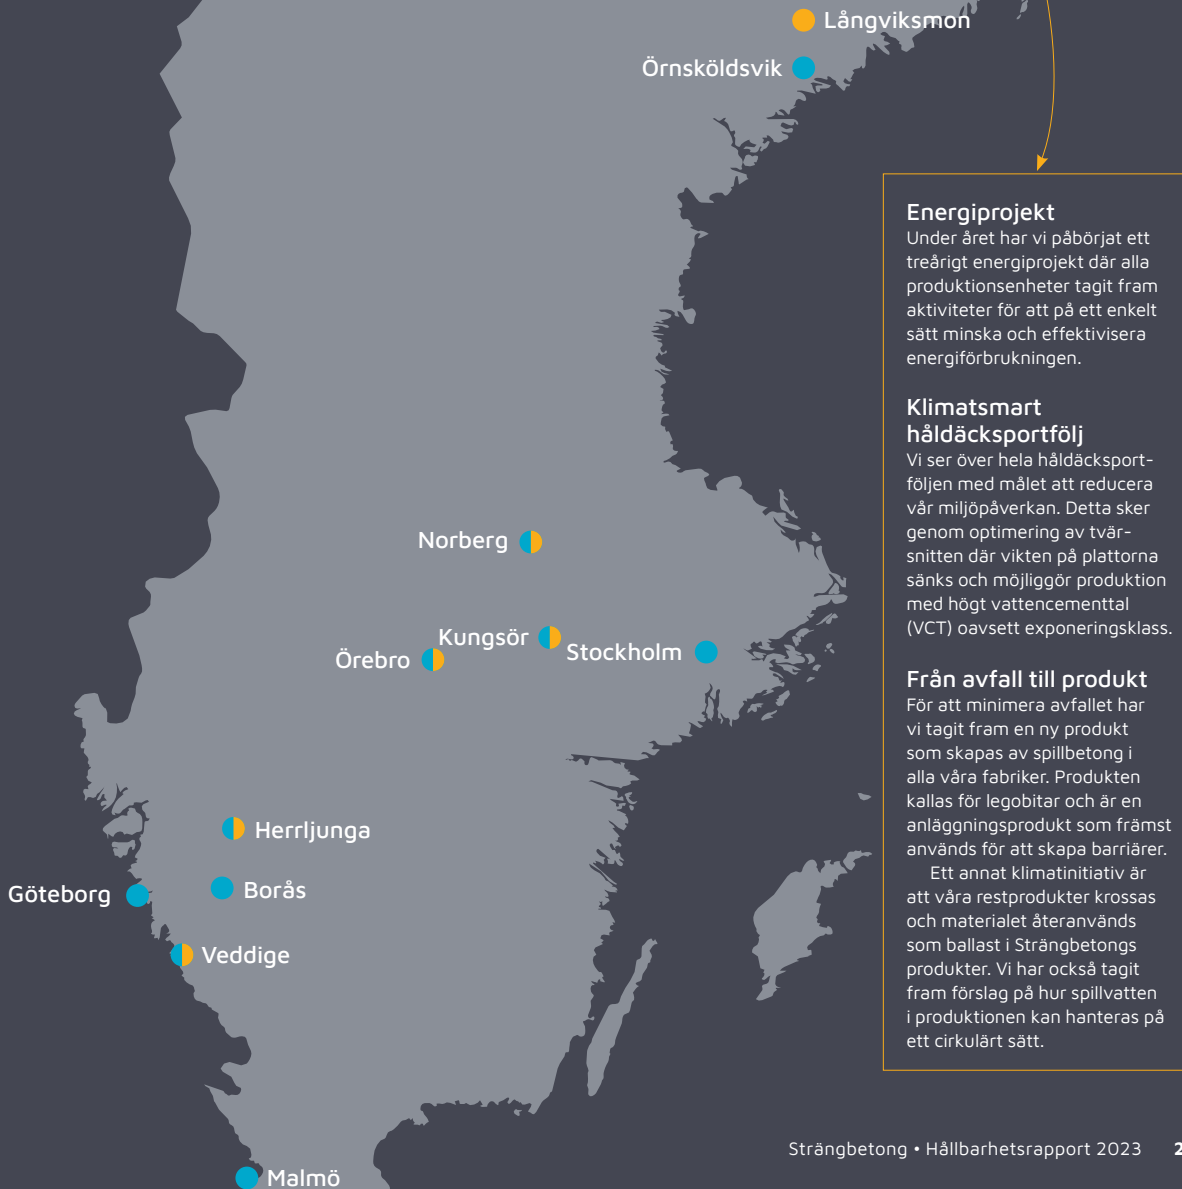 Långviksmon
Örnsköldsvik
Norberg
Kungsör
Stockholm
Örebro
Herrljunga
Borås
Göteborg
Veddige
Malmö
Energiprojekt
Under året har vi påbörjat ett
treårigt energiprojekt där alla
produktionsenheter tagit fram
aktiviteter för att på ett enkelt
sätt minska och effektivisera
energiförbrukningen.
Klimatsmart
håldäcksportfölj
Vi ser över hela håldäcksport-
följen med målet att reducera
vår miljöpåverkan. Detta sker
genom optimering av tvär-
snitten där vikten på plattorna
sänks och möjliggör produktion
med högt vattencementtal
(VCT) oavsett exponeringsklass.
Från avfall till produkt
För att minimera avfallet har
vi tagit fram en ny produkt
som skapas av spillbetong i
alla våra fabriker. Produkten
kallas för legobitar och är en
anläggningsprodukt som främst
används för att skapa barriärer.
Ett annat klimatinitiativ är
att våra restprodukter krossas
och materialet återanvänds
som ballast i Strängbetongs
produkter. Vi har också tagit
fram förslag på hur spillvatten
i produktionen kan hanteras på
ett cirkulärt sätt.
Strängbetong • Hållbarhetsrapport 2023 2